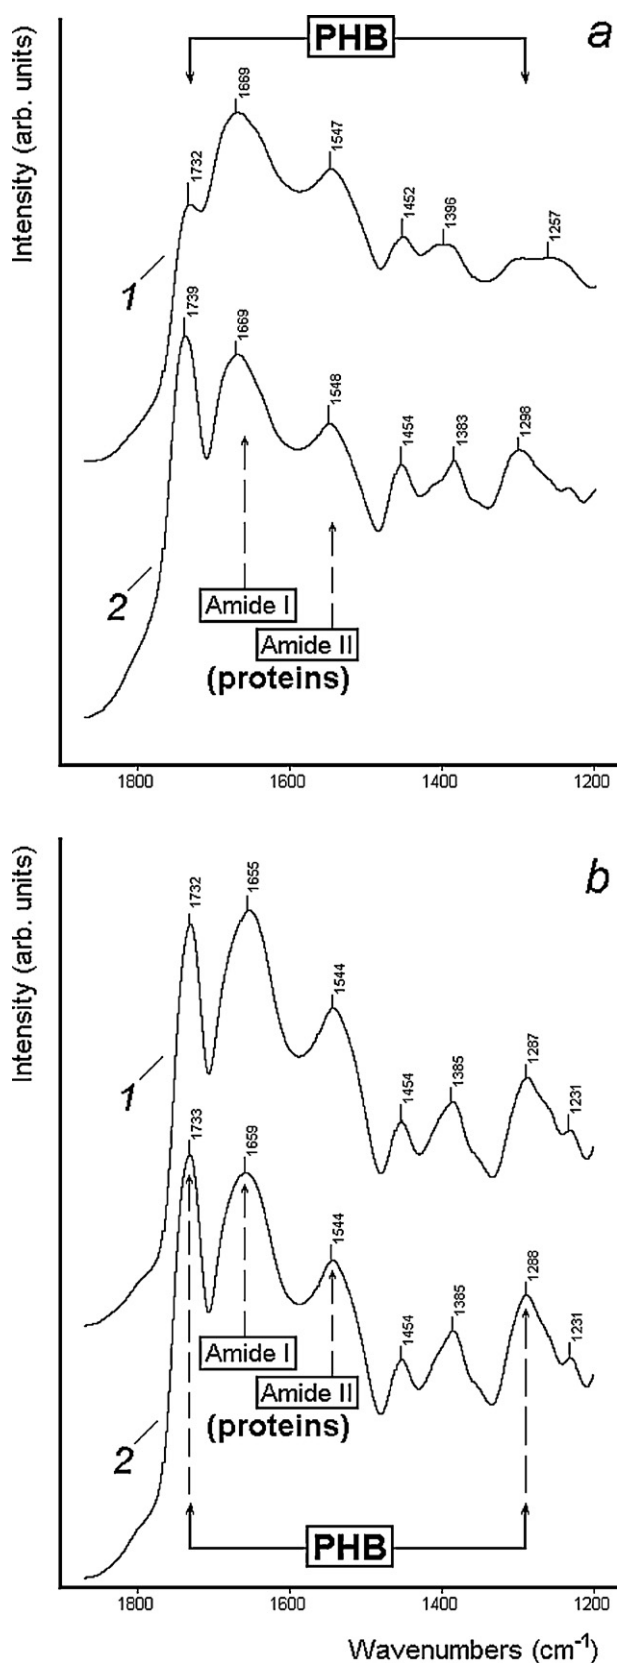 PHB
a
Intensity (arb. units)
1669
1732
1547
1452
1396
1257
1
1739
1669
1548
1454
1383
1298
2
Amide I
Amide II
(proteins)
1800
1600
1400
1200
b
Intensity (arb. units)
1732
1655
1544
1454
1385
1287
1231
1
1733
1659
1544
1454
1385
1288
1231
2
Amide I
Amide II
(proteins)
PHB
1800
1600
1400
1200
Wavenumbers (cm⁻¹)